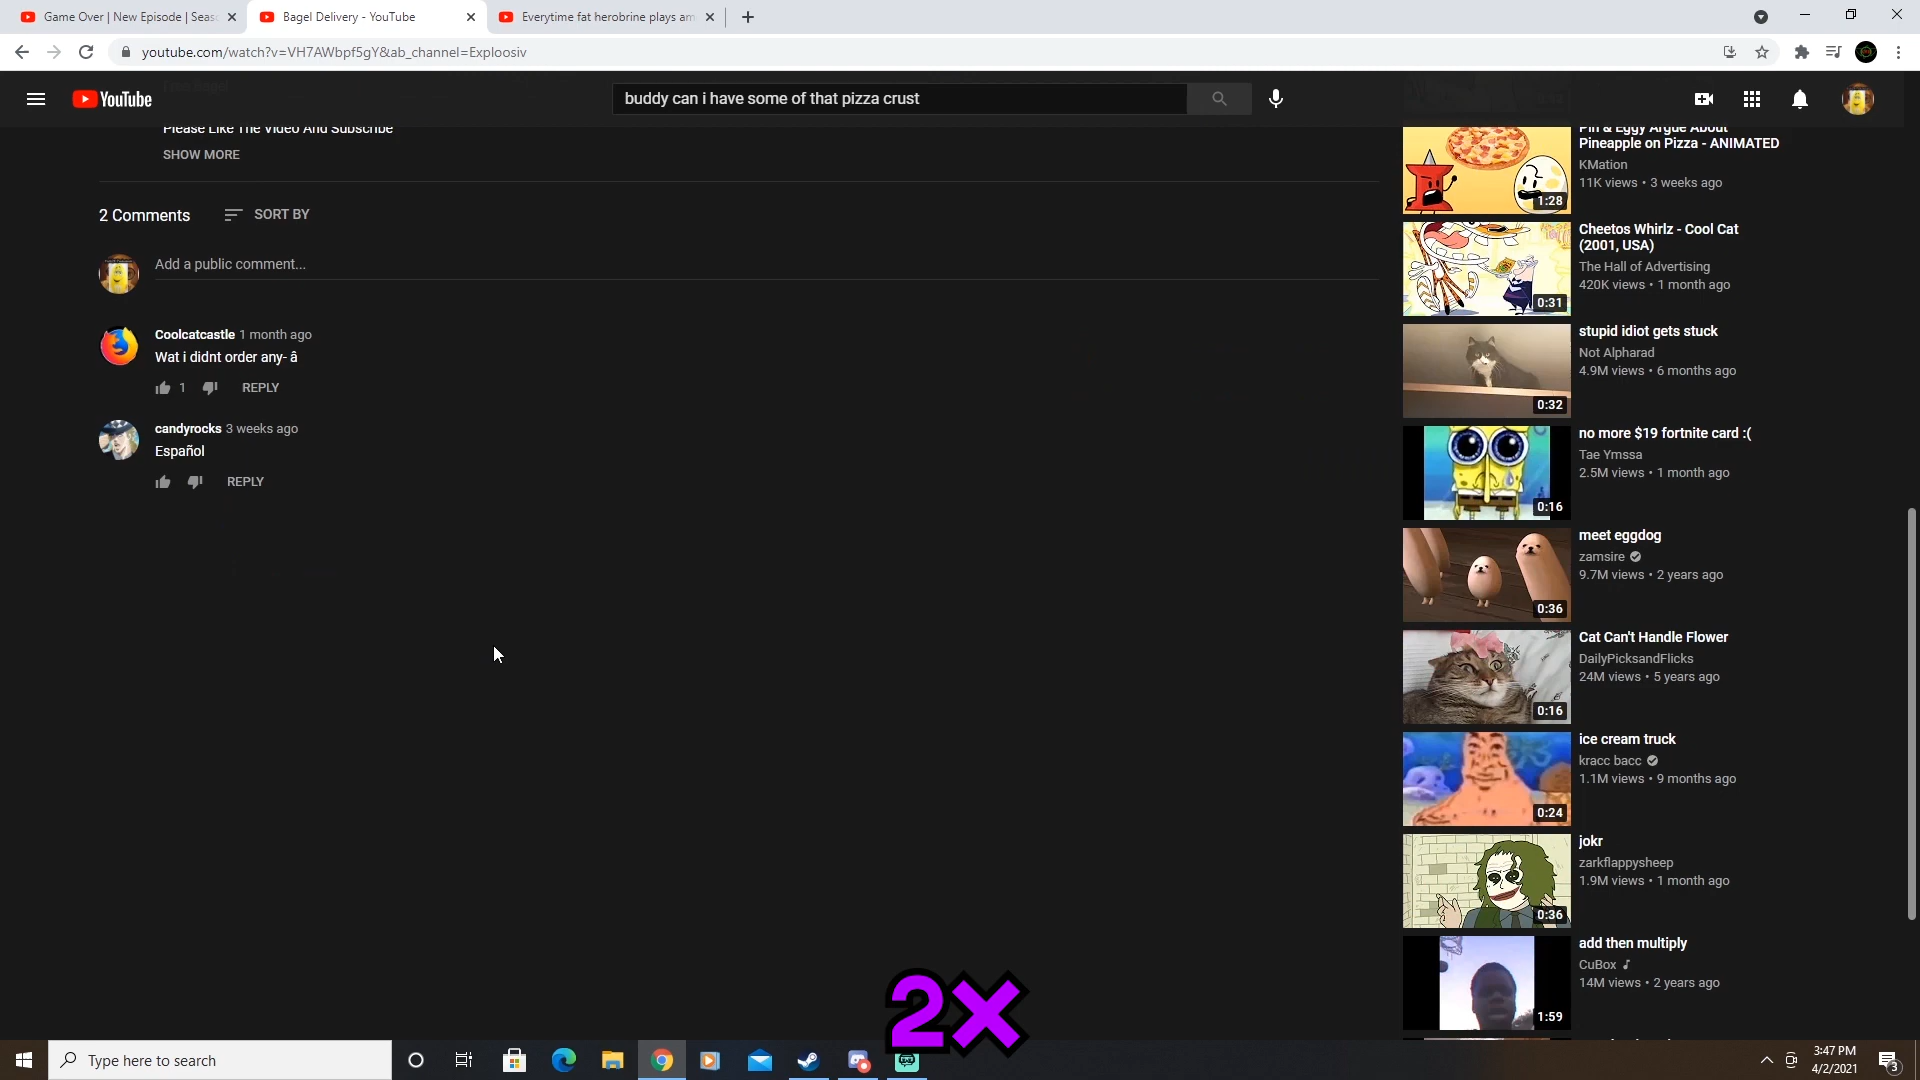 Game Over | New Episode | Seas
Bagel Delivery - YouTube
Everytime fat herobrine plays am
youtube.com/watch?v=VH7AWbpf5gY&ab_channel=Exploosiv
YouTube
buddy can i have some of that pizza crust
Please Like The Video And Subscribe
SHOW MORE
2 Comments
SORT BY
Add a public comment...
Coolcatcastle 1 month ago
Wat i didnt order any- â
1
REPLY
candyrocks 3 weeks ago
Español
REPLY
Pin & Eggy Argue About
Pineapple on Pizza - ANIMATED
KMation
11K views • 3 weeks ago
1:28
Cheetos Whirlz - Cool Cat
(2001, USA)
The Hall of Advertising
420K views • 1 month ago
0:31
stupid idiot gets stuck
Not Alpharad
4.9M views • 6 months ago
0:32
no more $19 fortnite card :(
Tae Ymssa
2.5M views • 1 month ago
0:16
meet eggdog
zamsire
9.7M views • 2 years ago
0:36
Cat Can't Handle Flower
DailyPicksandFlicks
24M views • 5 years ago
0:16
ice cream truck
kracc bacc
1.1M views • 9 months ago
0:24
jokr
zarkflappysheep
1.9M views • 1 month ago
0:36
add then multiply
CuBox
14M views • 2 years ago
1:59
2X
Type here to search
3:47 PM
4/2/2021
3